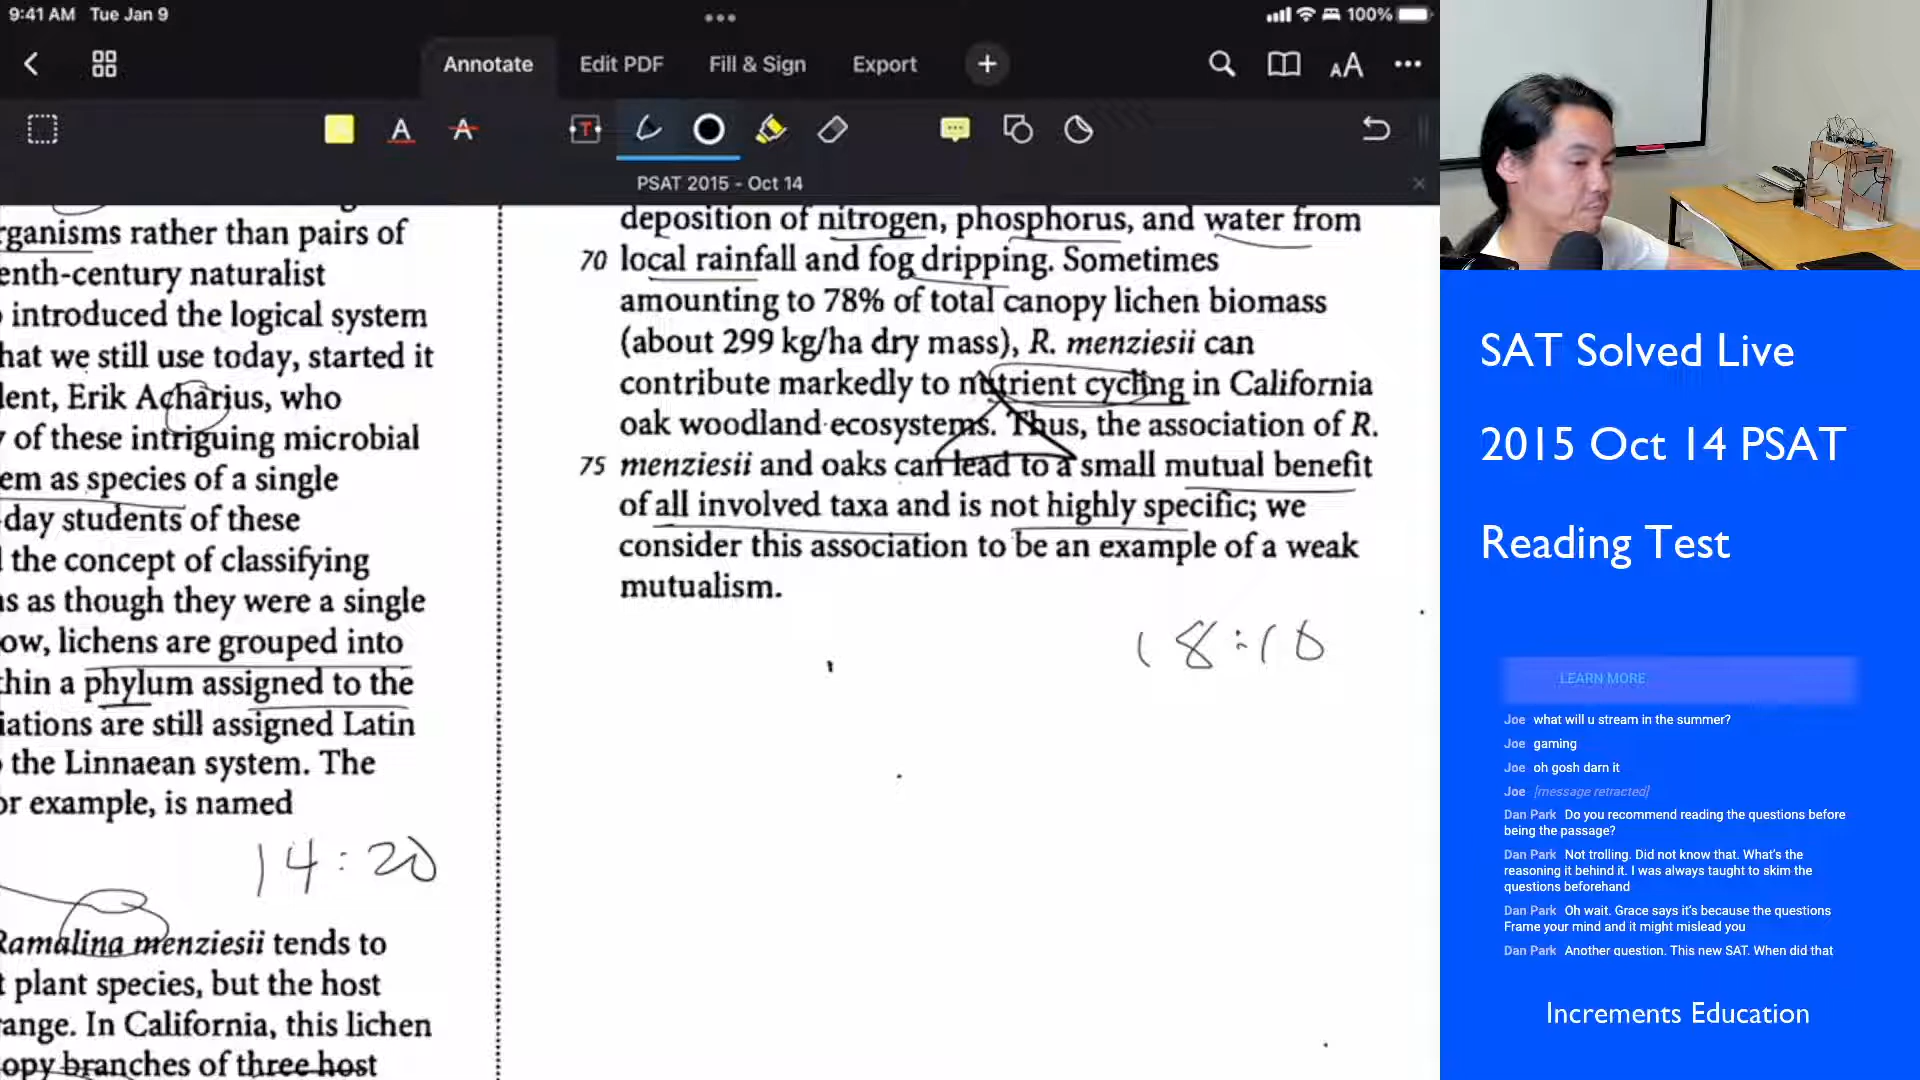 9:41 AM Tue Jan 9
100%
Annotate
Edit PDF
Fill & Sign
Export
AA
A
A
T
PSAT 2015 - Oct 14
rganisms rather than pairs of
enth-century naturalist
introduced the logical system
hat we still use today, started it
lent, Erik Acharius, who
of these intriguing microbial
em as species of a single
-day students of these
the concept of classifying
as though they were a single
ow, lichens are grouped into
hin a phylum assigned to the
iations are still assigned Latin
the Linnaean system. The
or example, is named
14:20
Ramalina menziesii tends to
t plant species, but the host
range. In California, this lichen
opy branches of three host
deposition of nitrogen, phosphorus, and water from
70 local rainfall and fog dripping. Sometimes
amounting to 78% of total canopy lichen biomass
(about 299 kg/ha dry mass), R. menziesii can
contribute markedly to nutrient cycling in California
oak woodland ecosystems. Thus, the association of R.
75 menziesii and oaks can lead to a small mutual benefit
of all involved taxa and is not highly specific; we
consider this association to be an example of a weak
mutualism.
18:10
SAT Solved Live
2015 Oct 14 PSAT
Reading Test
LEARN MORE
Joe what will u stream in the summer?
Joe gaming
Joe oh gosh darn it
Joe [message retracted]
Dan Park Do you recommend reading the questions before
being the passage?
Dan Park Not trolling. Did not know that. What's the
reasoning it behind it. I was always taught to skim the
questions beforehand
Dan Park Oh wait. Grace says it's because the questions
Frame your mind and it might mislead you
Dan Park Another question. This new SAT. When did that
Increments Education